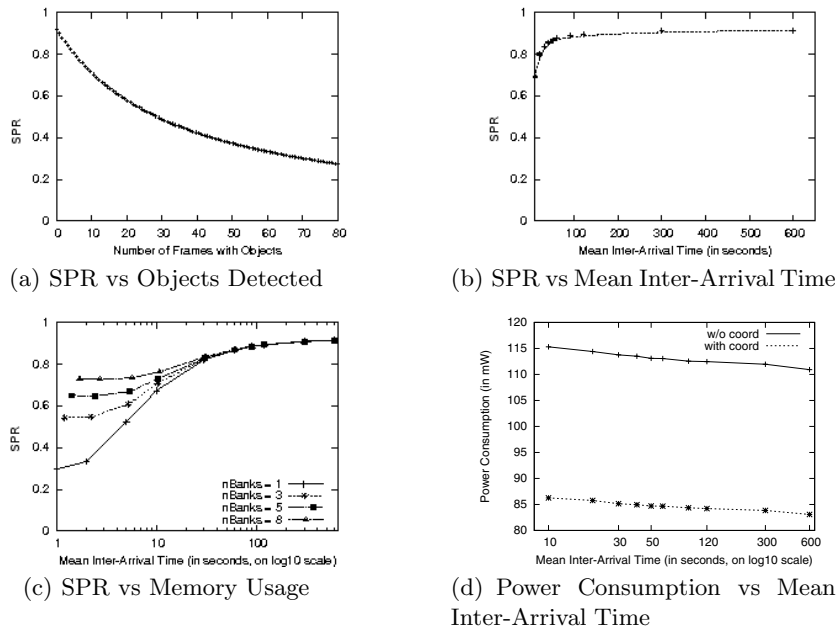 1
0.8
0.6
0.4
0.2
0
SPR
0 10 20 30 40 50 60 70 80
Number of Frames with Objects
(a) SPR vs Objects Detected
1
0.8
0.6
0.4
0.2
0
SPR
100 200 300 400 500 600
Mean Inter-Arrival Time (in seconds)
(b) SPR vs Mean Inter-Arrival Time
1
0.8
0.6
0.4
0.2
0
SPR
nBanks = 1
nBanks = 3
nBanks = 5
nBanks = 8
1 10 100
Mean Inter-Arrival Time (in seconds, on log10 scale)
(c) SPR vs Memory Usage
120
115
110
105
100
95
90
85
80
Power Consumption (in mW)
w/o coord
with coord
10 30 50 120 300 600
Mean Inter-Arrival Time (in seconds, on log10 scale)
(d) Power Consumption vs Mean
Inter-Arrival Time